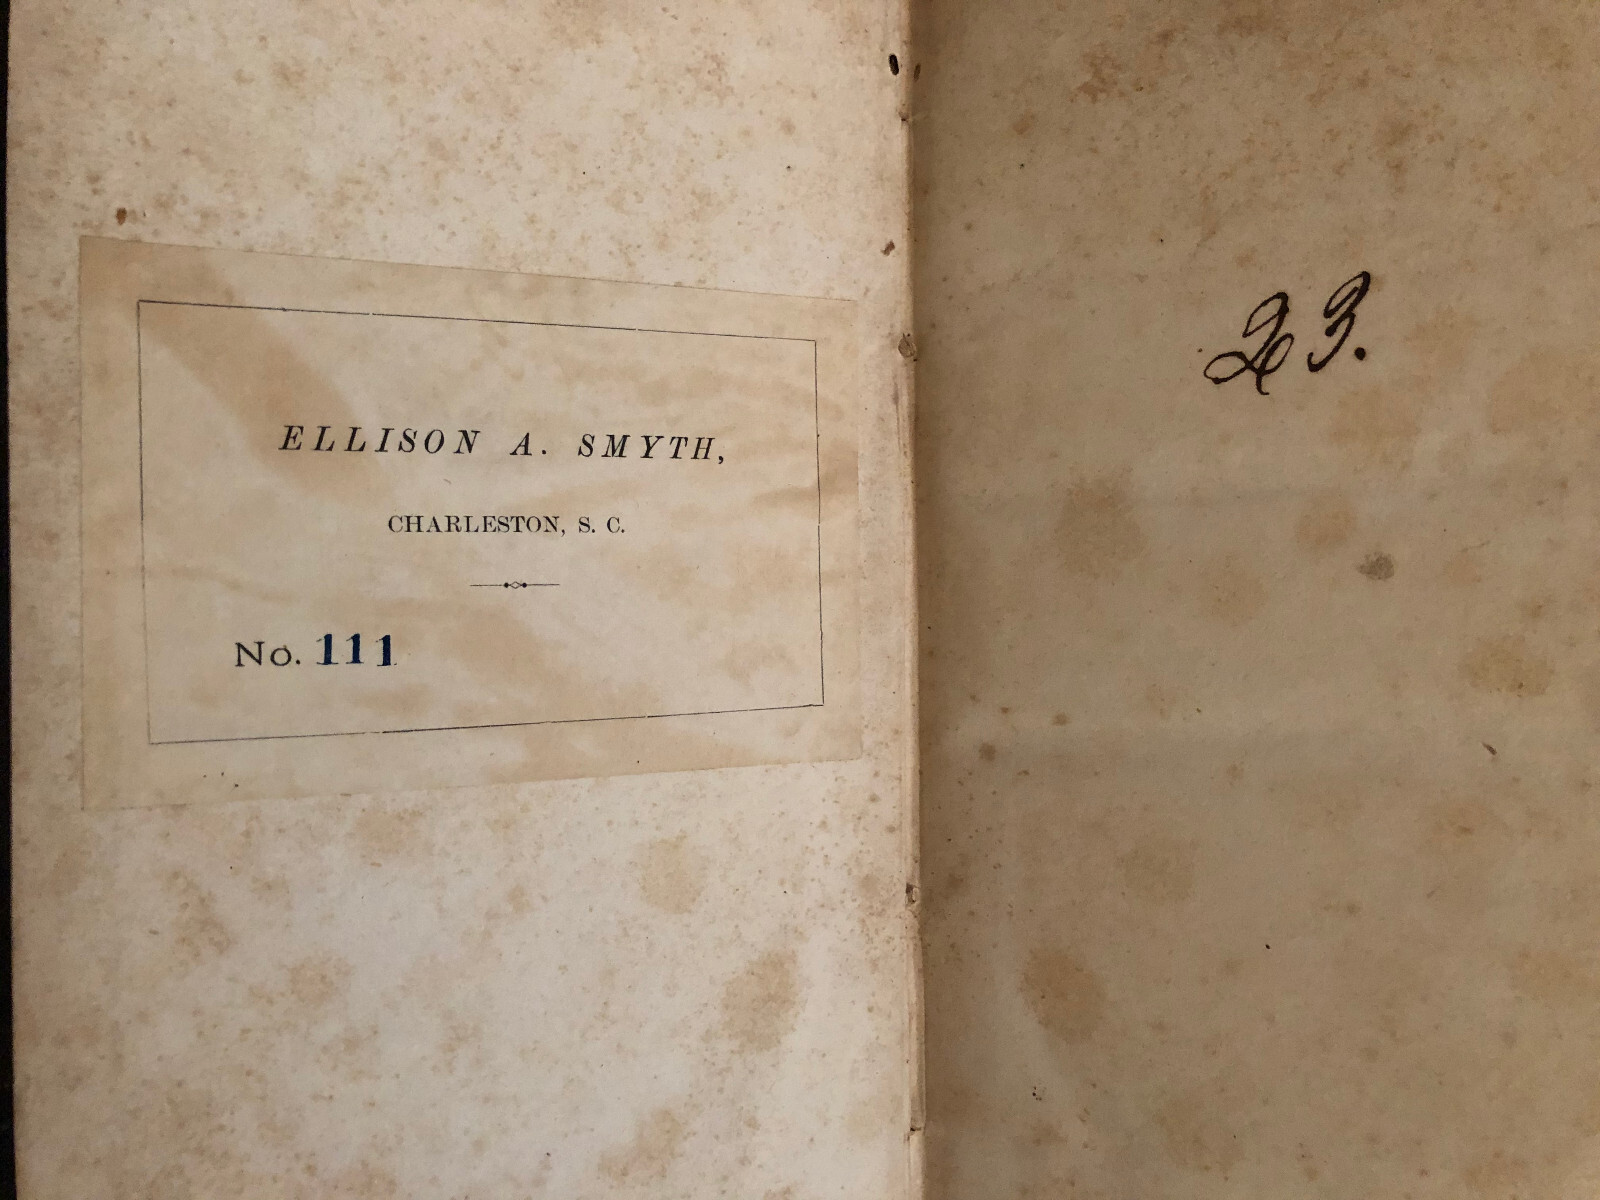 ELLISON A. SMYTH,
CHARLESTON, S. C.
No. 111
23.